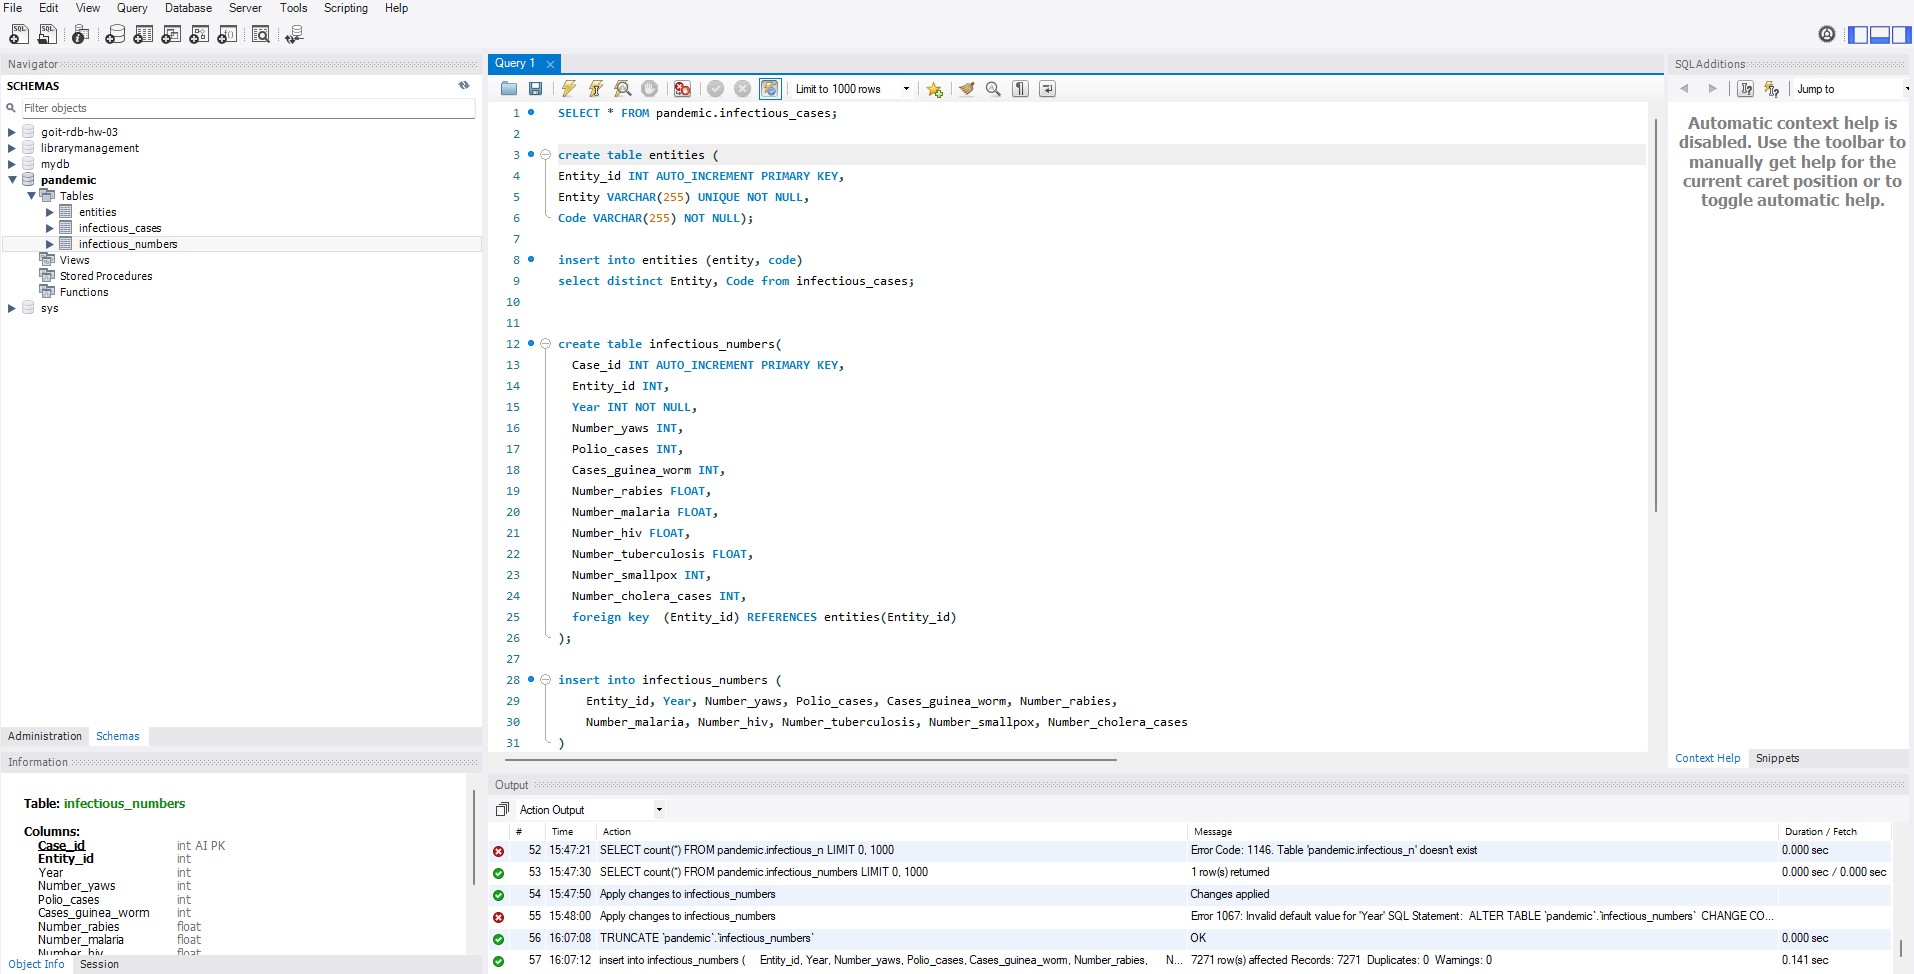 File Edit View Query Database Server Tools Scripting Help
Navigator
SCHEMAS
Filter objects
goit-rdb-hw-03
librarymanagement
mydb
pandemic
Tables
entities
infectious_cases
infectious_numbers
Views
Stored Procedures
Functions
sys
Administration Schemas
Information
Table: infectious_numbers
Columns:
Case_id int AI PK
Entity_id int
Year int
Number_yaws int
Polio_cases int
Cases_guinea_worm int
Number_rabies float
Number_malaria float
Number_hiv float
Object Info Session
Query 1
Limit to 1000 rows
1 SELECT * FROM pandemic.infectious_cases;
2
3 create table entities (
4 Entity_id INT AUTO_INCREMENT PRIMARY KEY,
5 Entity VARCHAR(255) UNIQUE NOT NULL,
6 Code VARCHAR(255) NOT NULL);
7
8 insert into entities (entity, code)
9 select distinct Entity, Code from infectious_cases;
10
11
12 create table infectious_numbers(
13 Case_id INT AUTO_INCREMENT PRIMARY KEY,
14 Entity_id INT,
15 Year INT NOT NULL,
16 Number_yaws INT,
17 Polio_cases INT,
18 Cases_guinea_worm INT,
19 Number_rabies FLOAT,
20 Number_malaria FLOAT,
21 Number_hiv FLOAT,
22 Number_tuberculosis FLOAT,
23 Number_smallpox INT,
24 Number_cholera_cases INT,
25 foreign key (Entity_id) REFERENCES entities(Entity_id)
26 );
27
28 insert into infectious_numbers (
29 Entity_id, Year, Number_yaws, Polio_cases, Cases_guinea_worm, Number_rabies,
30 Number_malaria, Number_hiv, Number_tuberculosis, Number_smallpox, Number_cholera_cases
31 )
Output
Action Output
# Time Action Message Duration / Fetch
52 15:47:21 SELECT count(*) FROM pandemic.infectious_n LIMIT 0, 1000 Error Code: 1146. Table 'pandemic.infectious_n' doesn't exist 0.000 sec
53 15:47:30 SELECT count(*) FROM pandemic.infectious_numbers LIMIT 0, 1000 1 row(s) returned 0.000 sec / 0.000 sec
54 15:47:50 Apply changes to infectious_numbers Changes applied
55 15:48:00 Apply changes to infectious_numbers Error 1067: Invalid default value for 'Year' SQL Statement: ALTER TABLE `pandemic`.`infectious_numbers` CHANGE CO...
56 16:07:08 TRUNCATE `pandemic`.`infectious_numbers` OK 0.000 sec
57 16:07:12 insert into infectious_numbers ( Entity_id, Year, Number_yaws, Polio_cases, Cases_guinea_worm, Number_rabies, N... 7271 row(s) affected Records: 7271 Duplicates: 0 Warnings: 0 0.141 sec
SQLAdditions
Jump to
Automatic context help is
disabled. Use the toolbar to
manually get help for the
current caret position or to
toggle automatic help.
Context Help Snippets